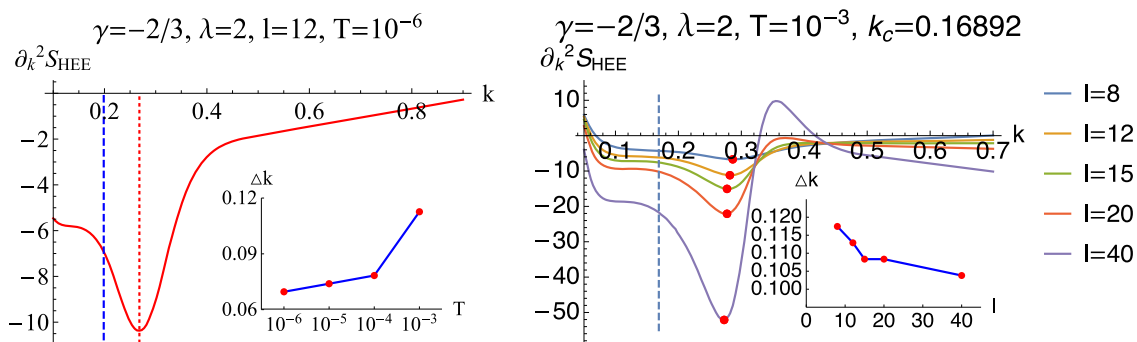 γ=−2/3, λ=2, l=12, T=10⁻⁶
∂ₖ²S_HEE
k
0.2 0.4 0.6 0.8
−2
−4
−6
−8
−10
Δk
0.12
0.09
0.06
10⁻⁶ 10⁻⁵ 10⁻⁴ 10⁻³
T
γ=−2/3, λ=2, T=10⁻³, k_c=0.16892
∂ₖ²S_HEE
10
−10
−20
−30
−40
−50
0.1 0.2 0.3 0.4 0.5 0.6 0.7
k
Δk
0.120
0.115
0.110
0.105
0.100
0 10 20 30 40
l
l=8
l=12
l=15
l=20
l=40